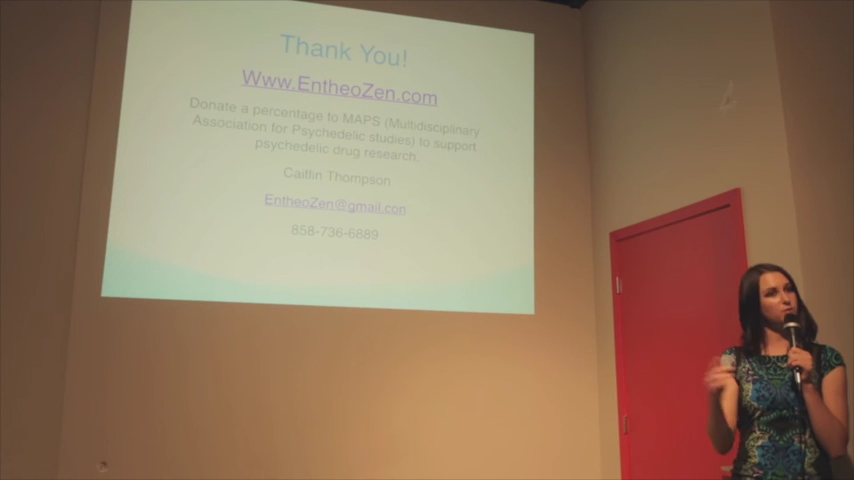 Thank You!
Www.EntheoZen.com
Donate a percentage to MAPS (Multidisciplinary
Association for Psychedelic studies) to support
psychedelic drug research.
Caitlin Thompson
EntheoZen@gmail.con
858-736-6889